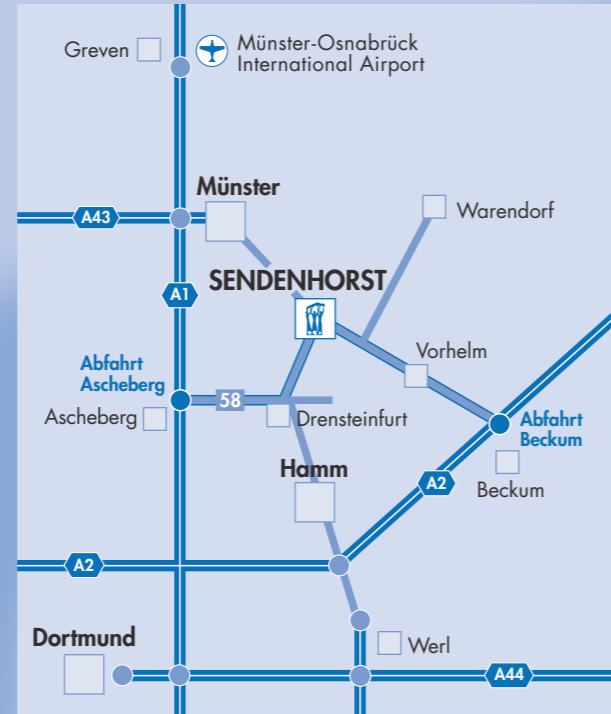 Greven
Münster-Osnabrück
International Airport
Münster
A43
Warendorf
SENDENHORST
A1
Abfahrt
Ascheberg
Vorhelm
58
Ascheberg
Drensteinfurt
Abfahrt
Beckum
Hamm
A2
Beckum
A2
Dortmund
Werl
A44